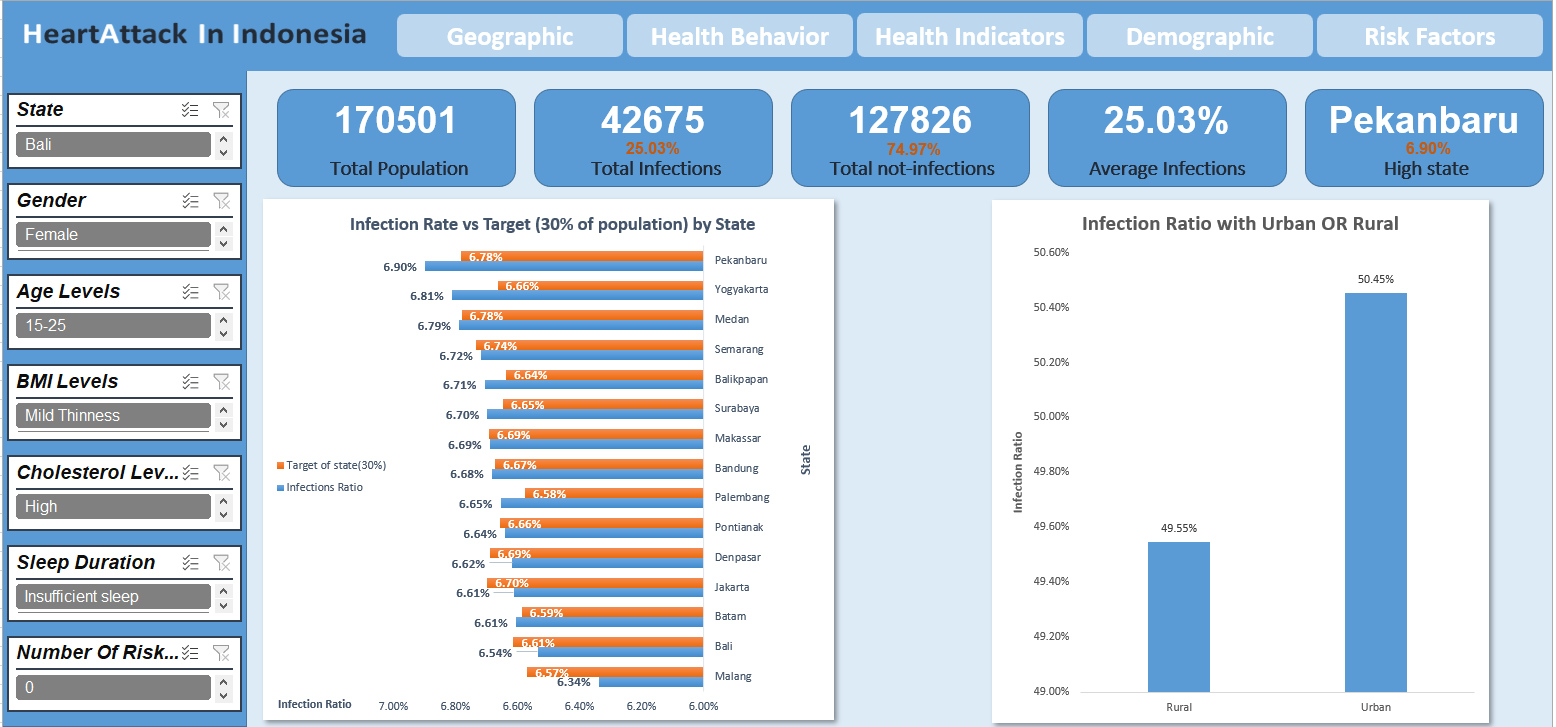 HeartAttack In Indonesia
Geographic
Health Behavior
Health Indicators
Demographic
Risk Factors
State
Bali
Gender
Female
Age Levels
15-25
BMI Levels
Mild Thinness
Cholesterol Lev...
High
Sleep Duration
Insufficient sleep
Number Of Risk...
0
170501
Total Population
42675
25.03%
Total Infections
127826
74.97%
Total not-infections
25.03%
Average Infections
Pekanbaru
6.90%
High state
Infection Rate vs Target (30% of population) by State
6.78%
6.90%
Pekanbaru
6.66%
6.81%
Yogyakarta
6.78%
6.79%
Medan
6.74%
6.72%
Semarang
6.64%
6.71%
Balikpapan
6.65%
6.70%
Surabaya
6.69%
6.69%
Makassar
6.67%
6.68%
Bandung
6.58%
6.65%
Palembang
6.66%
6.64%
Pontianak
6.69%
6.62%
Denpasar
6.70%
6.61%
Jakarta
6.59%
6.61%
Batam
6.61%
6.54%
Bali
6.57%
6.34%
Malang
State
Target of state(30%)
Infections Ratio
Infection Ratio
7.00% 6.80% 6.60% 6.40% 6.20% 6.00%
Infection Ratio with Urban OR Rural
50.60%
50.40%
50.20%
50.00%
49.80%
49.60%
49.40%
49.20%
49.00%
Infection Ratio
49.55%
50.45%
Rural
Urban